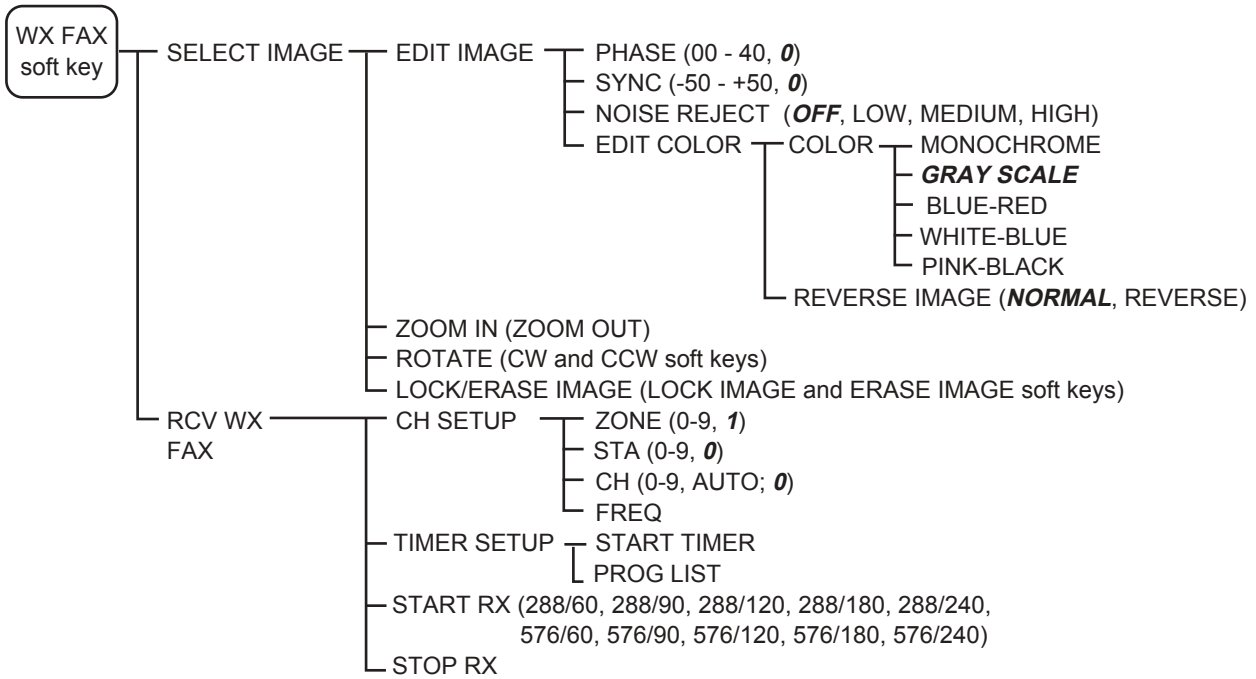 WX FAX
soft key
SELECT IMAGE
EDIT IMAGE
PHASE (00 - 40, 0)
SYNC (-50 - +50, 0)
NOISE REJECT (OFF, LOW, MEDIUM, HIGH)
EDIT COLOR
COLOR
MONOCHROME
GRAY SCALE
BLUE-RED
WHITE-BLUE
PINK-BLACK
REVERSE IMAGE (NORMAL, REVERSE)
ZOOM IN (ZOOM OUT)
ROTATE (CW and CCW soft keys)
LOCK/ERASE IMAGE (LOCK IMAGE and ERASE IMAGE soft keys)
RCV WX
FAX
CH SETUP
ZONE (0-9, 1)
STA (0-9, 0)
CH (0-9, AUTO; 0)
FREQ
TIMER SETUP
START TIMER
PROG LIST
START RX (288/60, 288/90, 288/120, 288/180, 288/240,
576/60, 576/90, 576/120, 576/180, 576/240)
STOP RX